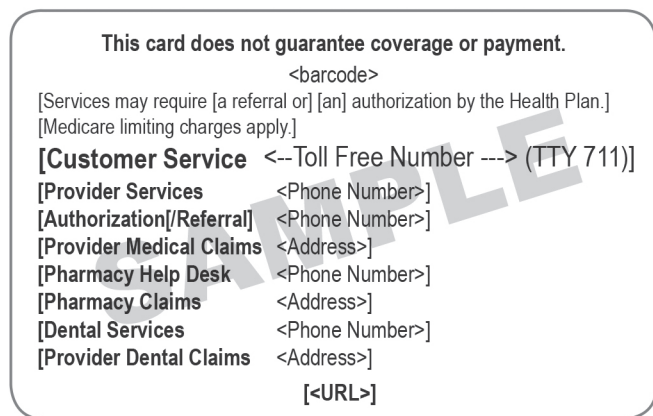 This card does not guarantee coverage or payment.
<barcode>
[Services may require [a referral or] [an] authorization by the Health Plan.]
[Medicare limiting charges apply.]
[Customer Service <--Toll Free Number ---> (TTY 711)]
[Provider Services <Phone Number>]
[Authorization[/Referral] <Phone Number>]
[Provider Medical Claims <Address>]
[Pharmacy Help Desk <Phone Number>]
[Pharmacy Claims <Address>]
[Dental Services <Phone Number>]
[Provider Dental Claims <Address>]
[<URL>]
SAMPLE